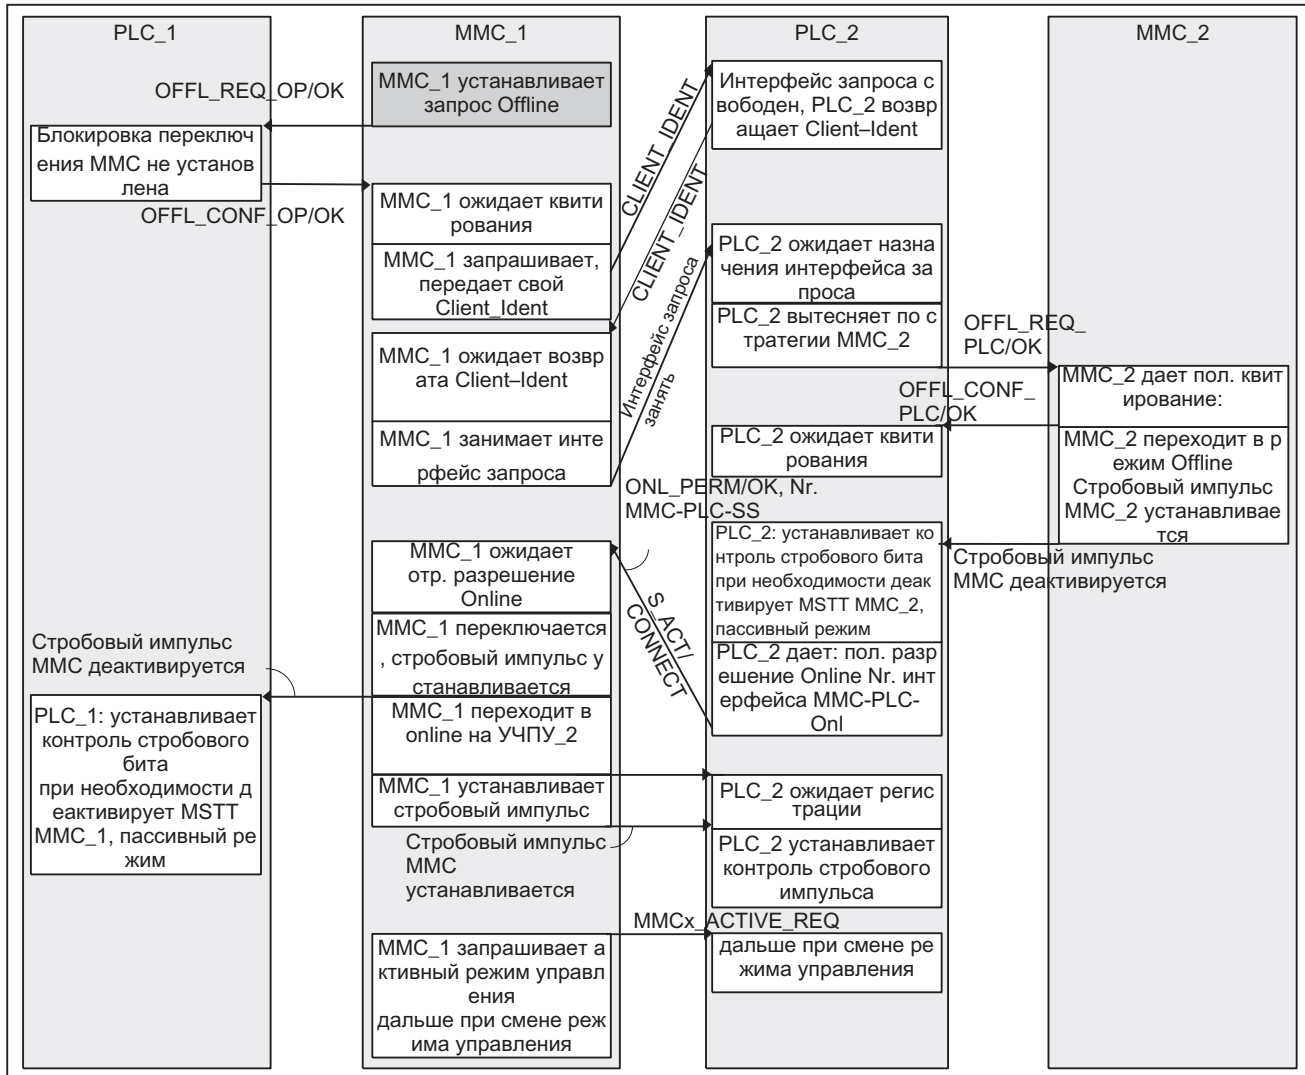 PLC_1
MMC_1
PLC_2
MMC_2
OFFL_REQ_OP/OK
MMC_1 устанавливает
запрос Offline
Блокировка переключ
ения MMC не установ
лена
OFFL_CONF_OP/OK
MMC_1 ожидает квити
рования
MMC_1 запрашивает,
передает свой
Client_Ident
MMC_1 ожидает возвр
ата Client–Ident
MMC_1 занимает инте
рфейс запроса
CLIENT_IDENT
CLIENT_IDENT
Интерфейс запроса
занять
Интерфейс запроса с
вободен, PLC_2 возвр
ащает Client–Ident
PLC_2 ожидает назна
чения интерфейса за
проса
PLC_2 вытесняет по с
тратегии MMC_2
OFFL_REQ_
PLC/OK
MMC_2 дает пол. квит
ирование:
OFFL_CONF_
PLC/OK
PLC_2 ожидает квити
рования
MMC_2 переходит в р
ежим Offline
Стробовый импульс
MMC_2 устанавливае
тся
Стробовый импульс
MMC деактивируется
PLC_2: устанавливает ко
нтроль стробового бита
при необходимости деак
тивирует MSTT MMC_2,
пассивный режим
PLC_2 дает: пол. разр
ешение Online Nr. инт
ерфейса MMC-PLC-
Onl
ONL_PERM/OK, Nr.
MMC-PLC-SS
S_ACT/
CONNECT
MMC_1 ожидает
отр. разрешение
Online
MMC_1 переключается
, стробовый импульс у
станавливается
Стробовый импульс
MMC деактивируется
PLC_1: устанавливает
контроль стробового
бита
при необходимости д
еактивирует MSTT
MMC_1, пассивный ре
жим
MMC_1 переходит в
online на УЧПУ_2
MMC_1 устанавливает
стробовый импульс
Стробовый импульс
MMC
устанавливается
PLC_2 ожидает регис
трации
PLC_2 устанавливает
контроль стробового
импульса
MMCx_ACTIVE_REQ
MMC_1 запрашивает а
ктивный режим управл
ения
дальше при смене реж
има управления
дальше при смене ре
жима управления